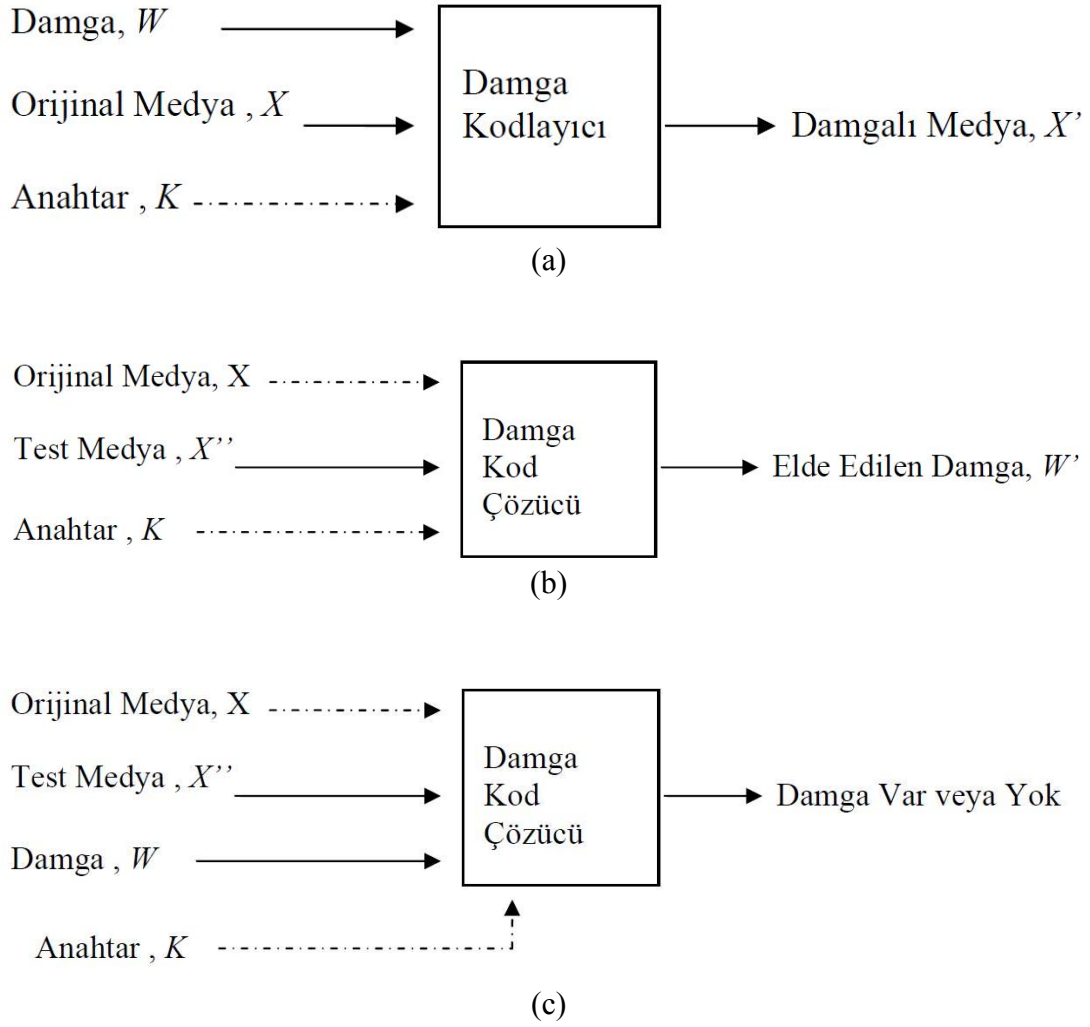 Damga, W
Orijinal Medya , X
Anahtar , K
Damga
Kodlayıcı
Damgalı Medya, X’
(a)
Orijinal Medya, X
Test Medya , X’’
Anahtar , K
Damga
Kod
Çözücü
Elde Edilen Damga, W’
(b)
Orijinal Medya, X
Test Medya , X’’
Damga , W
Anahtar , K
Damga
Kod
Çözücü
Damga Var veya Yok
(c)